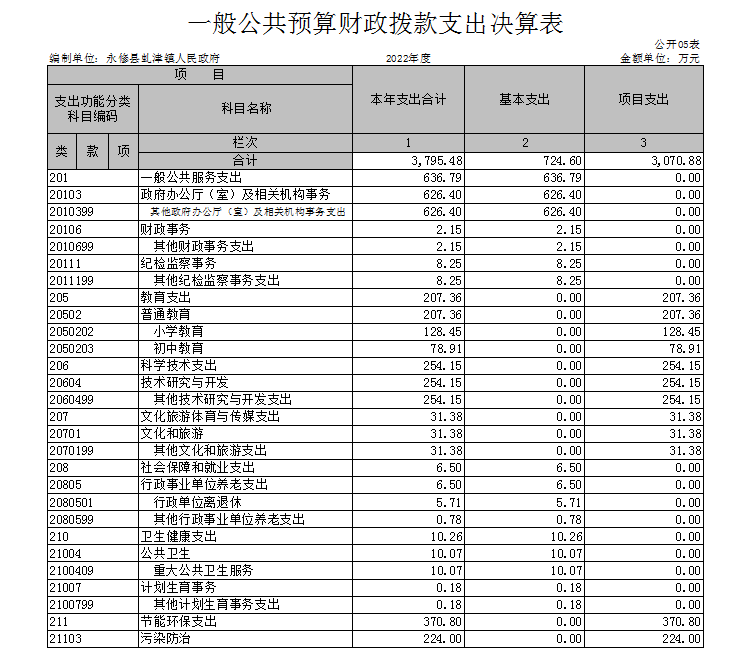 一般公共预算财政拨款支出决算表
公开05表
编制单位：永修县虬津镇人民政府 2022年度 金额单位：万元
项 目 本年支出合计 基本支出 项目支出
支出功能分类科目编码 科目名称
类 款 项 栏次 1 2 3
合计 3,795.48 724.60 3,070.88
201 一般公共服务支出 636.79 636.79 0.00
20103 政府办公厅（室）及相关机构事务 626.40 626.40 0.00
2010399 其他政府办公厅（室）及相关机构事务支出 626.40 626.40 0.00
20106 财政事务 2.15 2.15 0.00
2010699 其他财政事务支出 2.15 2.15 0.00
20111 纪检监察事务 8.25 8.25 0.00
2011199 其他纪检监察事务支出 8.25 8.25 0.00
205 教育支出 207.36 0.00 207.36
20502 普通教育 207.36 0.00 207.36
2050202 小学教育 128.45 0.00 128.45
2050203 初中教育 78.91 0.00 78.91
206 科学技术支出 254.15 0.00 254.15
20604 技术研究与开发 254.15 0.00 254.15
2060499 其他技术研究与开发支出 254.15 0.00 254.15
207 文化旅游体育与传媒支出 31.38 0.00 31.38
20701 文化和旅游 31.38 0.00 31.38
2070199 其他文化和旅游支出 31.38 0.00 31.38
208 社会保障和就业支出 6.50 6.50 0.00
20805 行政事业单位养老支出 6.50 6.50 0.00
2080501 行政单位离退休 5.71 5.71 0.00
2080599 其他行政事业单位养老支出 0.78 0.78 0.00
210 卫生健康支出 10.26 10.26 0.00
21004 公共卫生 10.07 10.07 0.00
2100409 重大公共卫生服务 10.07 10.07 0.00
21007 计划生育事务 0.18 0.18 0.00
2100799 其他计划生育事务支出 0.18 0.18 0.00
211 节能环保支出 370.80 0.00 370.80
21103 污染防治 224.00 0.00 224.00